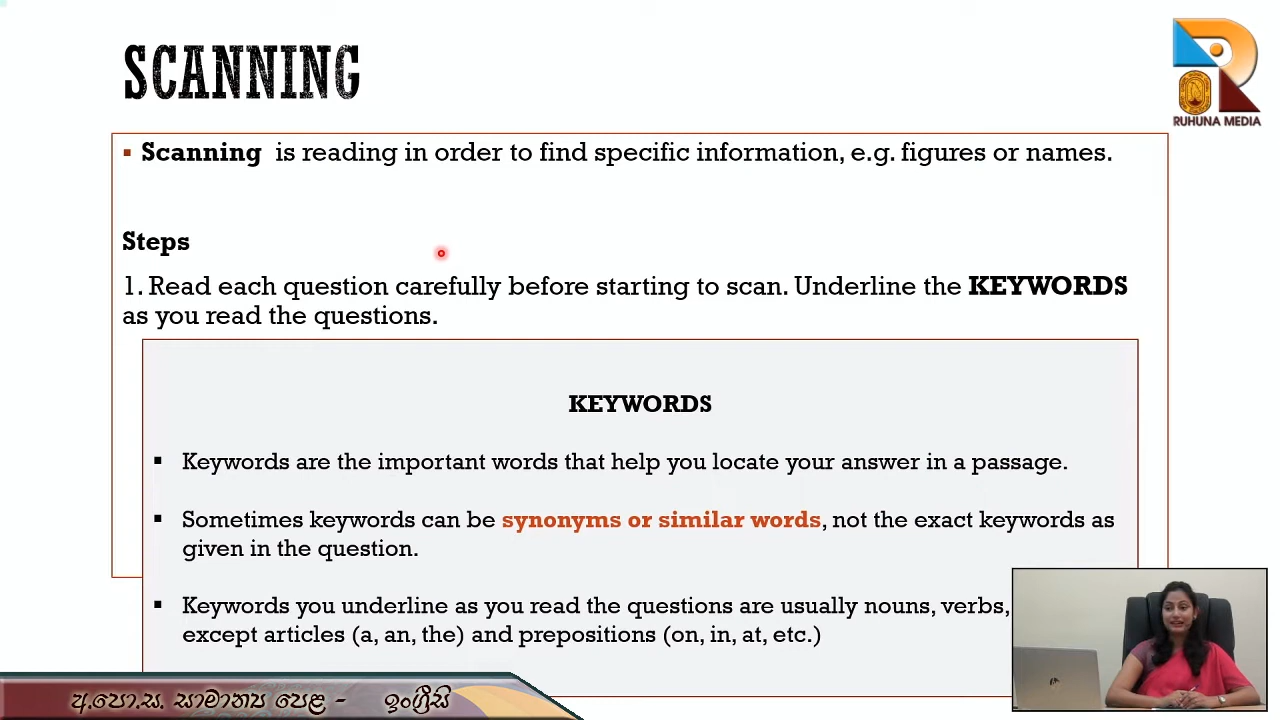 SCANNING
RUHUNA MEDIA
▪ Scanning is reading in order to find specific information, e.g. figures or names.
Steps
1. Read each question carefully before starting to scan. Underline the KEYWORDS
as you read the questions.
KEYWORDS
▪ Keywords are the important words that help you locate your answer in a passage.
▪ Sometimes keywords can be synonyms or similar words, not the exact keywords as
given in the question.
▪ Keywords you underline as you read the questions are usually nouns, verbs,
except articles (a, an, the) and prepositions (on, in, at, etc.)
අ.පො.ස. සාමාන්‍ය පෙළ - ඉංග්‍රීසි